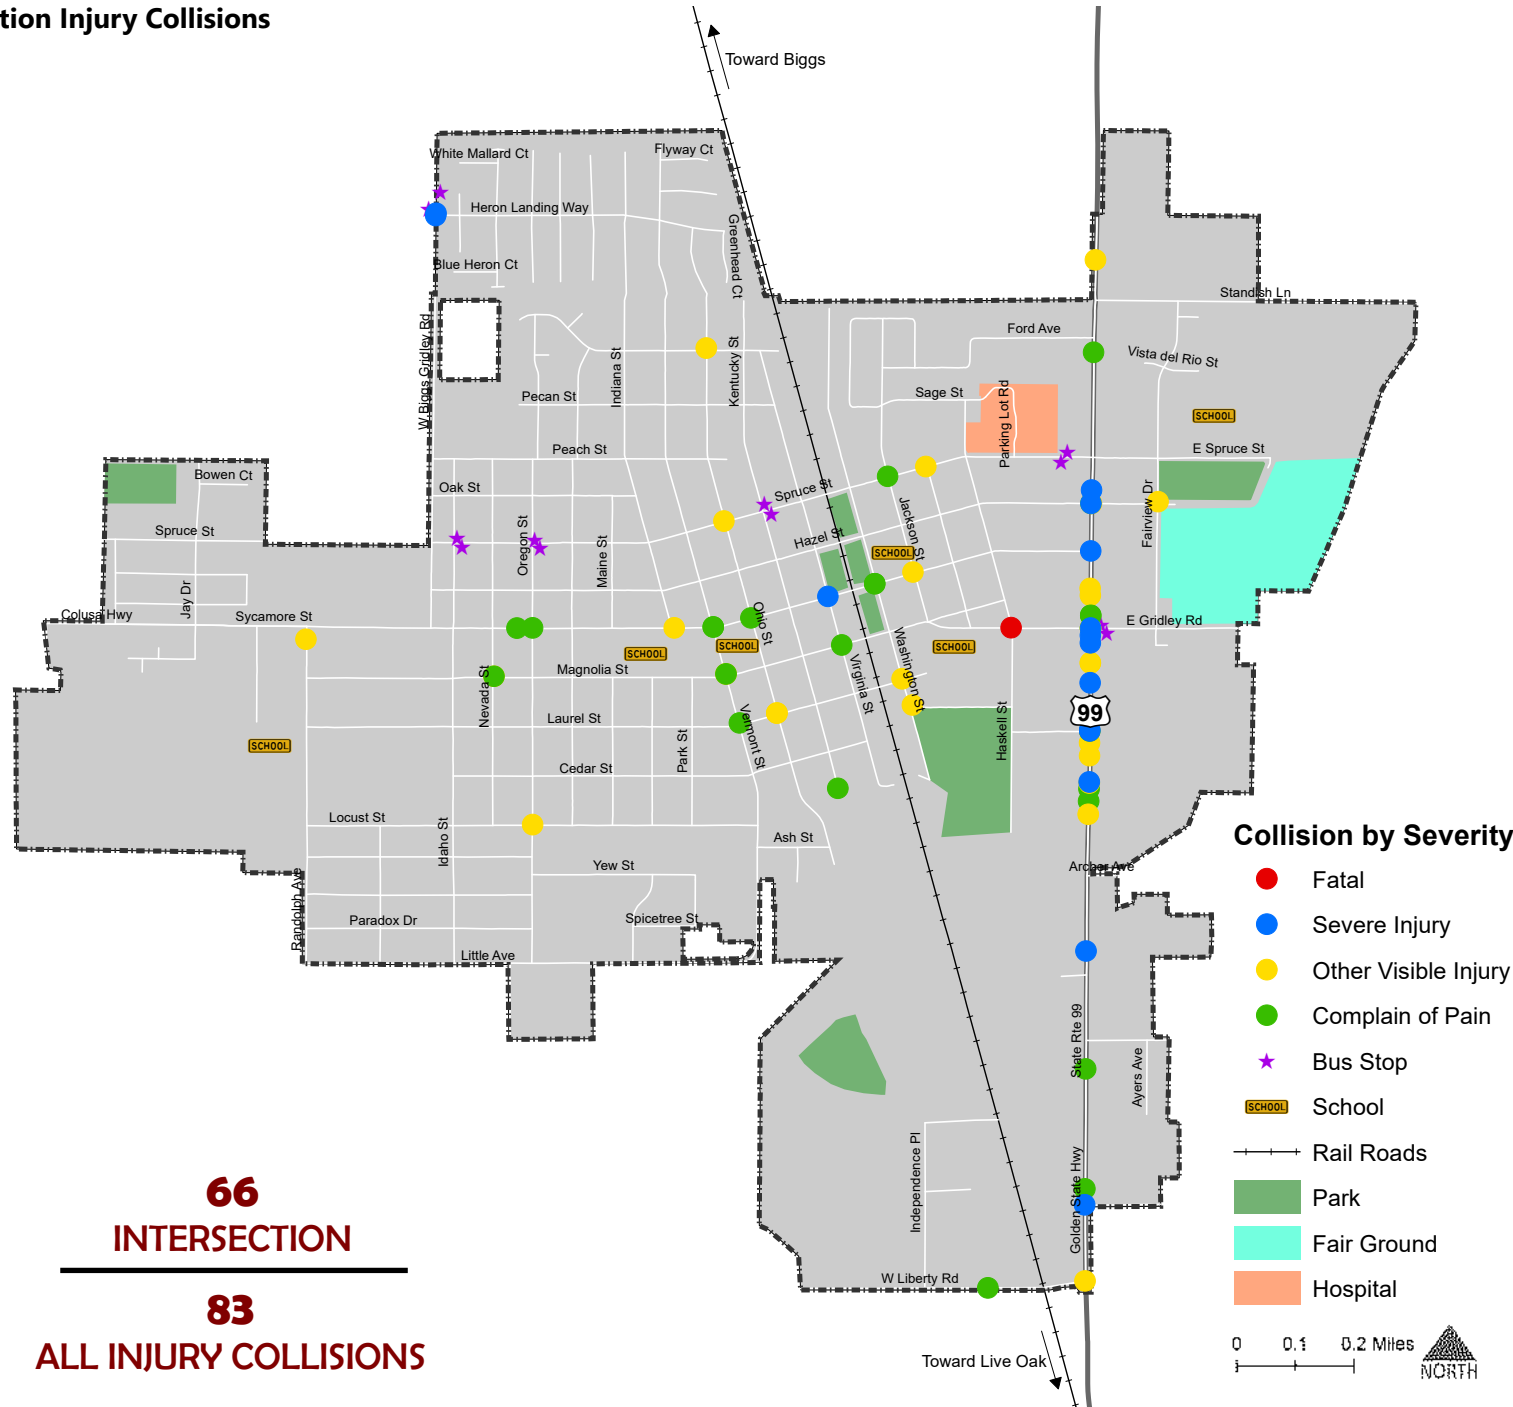 tion Injury Collisions
Toward Biggs
White Mallard Ct
Flyway Ct
Heron Landing Way
Greenhead Ct
Blue Heron Ct
Standish Ln
W Biggs Gridley Rd
Ford Ave
Vista del Rio St
Indiana St
Kentucky St
Pecan St
Sage St
Parking Lot Rd
SCHOOL
Peach St
E Spruce St
Bowen Ct
Oak St
Spruce St
Jackson St
Fairview Dr
Spruce St
Oregon St
Maine St
Hazel St
SCHOOL
Jay Dr
Colusa Hwy
Sycamore St
Ohio St
E Gridley Rd
SCHOOL
SCHOOL
SCHOOL
Washington St
Virginia St
Magnolia St
Nevada St
Laurel St
Vermont St
Park St
Haskell St
99
SCHOOL
Cedar St
Locust St
Idaho St
Ash St
Yew St
Archer Ave
Randolph Ave
Paradox Dr
Spicetree St
Little Ave
State Rte 99
Ayers Ave
Independence Pl
Golden State Hwy
W Liberty Rd
Toward Live Oak
Collision by Severity
Fatal
Severe Injury
Other Visible Injury
Complain of Pain
Bus Stop
SCHOOL School
Rail Roads
Park
Fair Ground
Hospital
0 0.1 0.2 Miles
NORTH
66
INTERSECTION
83
ALL INJURY COLLISIONS